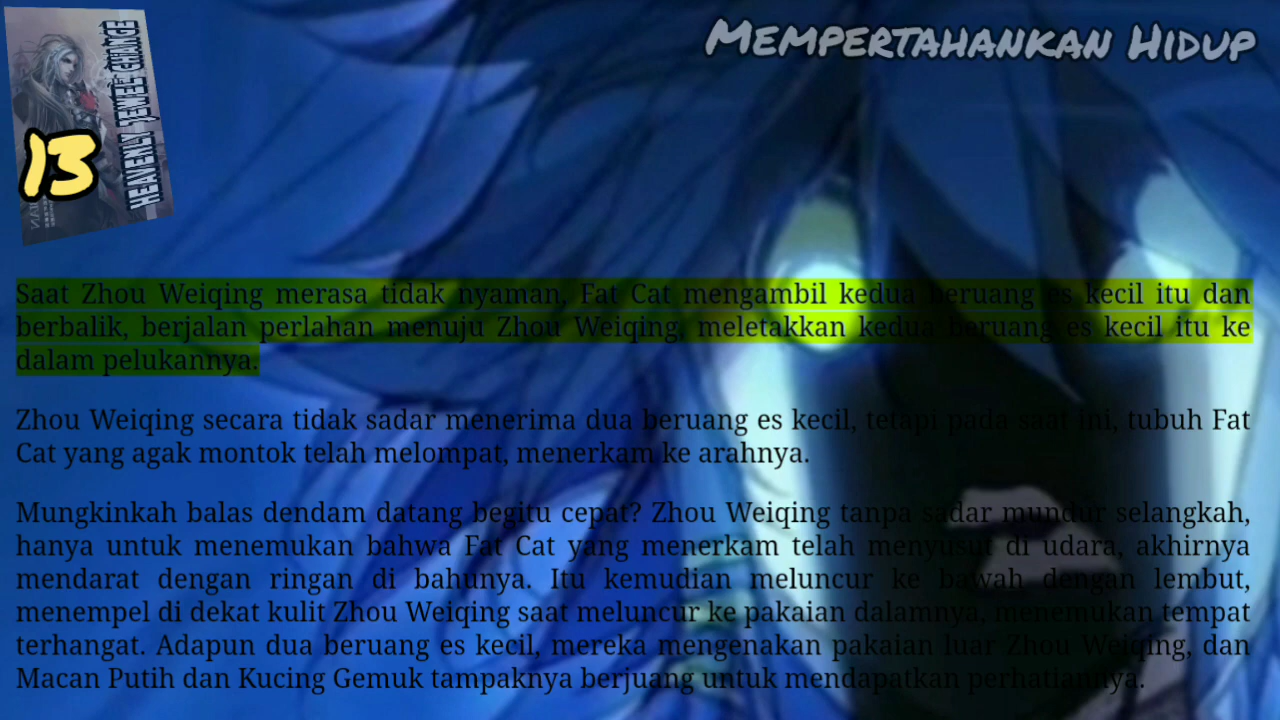 Mempertahankan Hidup
HEAVENLY JEWEL CHANGE
13
Saat Zhou Weiqing merasa tidak nyaman, Fat Cat mengambil kedua beruang es kecil itu dan
berbalik, berjalan perlahan menuju Zhou Weiqing, meletakkan kedua beruang es kecil itu ke
dalam pelukannya.
Zhou Weiqing secara tidak sadar menerima dua beruang es kecil, tetapi pada saat ini, tubuh Fat
Cat yang agak montok telah melompat, menerkam ke arahnya.
Mungkinkah balas dendam datang begitu cepat? Zhou Weiqing tanpa sadar mundur selangkah,
hanya untuk menemukan bahwa Fat Cat yang menerkam telah menyusut di udara, akhirnya
mendarat dengan ringan di bahunya. Itu kemudian meluncur ke bawah dengan lembut,
menempel di dekat kulit Zhou Weiqing saat meluncur ke pakaian dalamnya, menemukan tempat
terhangat. Adapun dua beruang es kecil, mereka mengenakan pakaian luar Zhou Weiqing, dan
Macan Putih dan Kucing Gemuk tampaknya berjuang untuk mendapatkan perhatiannya.